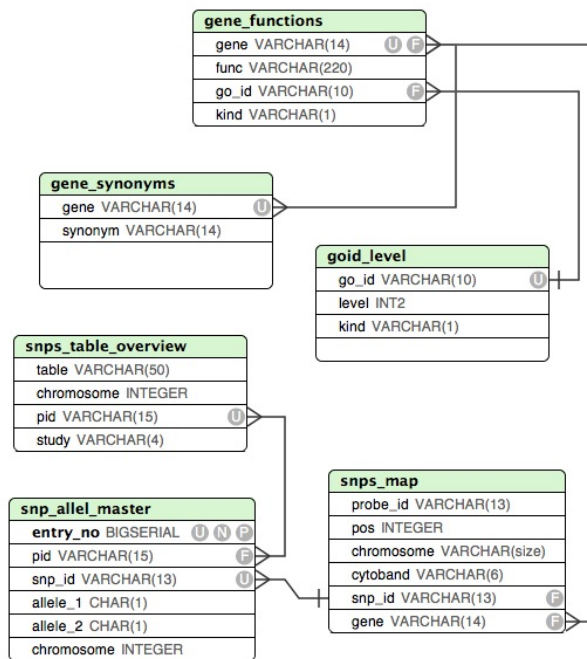 gene_functions
gene VARCHAR(14) U F
func VARCHAR(220)
go_id VARCHAR(10) F
kind VARCHAR(1)
gene_synonyms
gene VARCHAR(14) U
synonym VARCHAR(14)
goid_level
go_id VARCHAR(10) U
level INT2
kind VARCHAR(1)
snps_table_overview
table VARCHAR(50)
chromosome INTEGER
pid VARCHAR(15) U
study VARCHAR(4)
snp_allel_master
entry_no BIGSERIAL U N P
pid VARCHAR(15) F
snp_id VARCHAR(13) U
allele_1 CHAR(1)
allele_2 CHAR(1)
chromosome INTEGER
snps_map
probe_id VARCHAR(13)
pos INTEGER
chromosome VARCHAR(size)
cytoband VARCHAR(6)
snp_id VARCHAR(13) F
gene VARCHAR(14) F